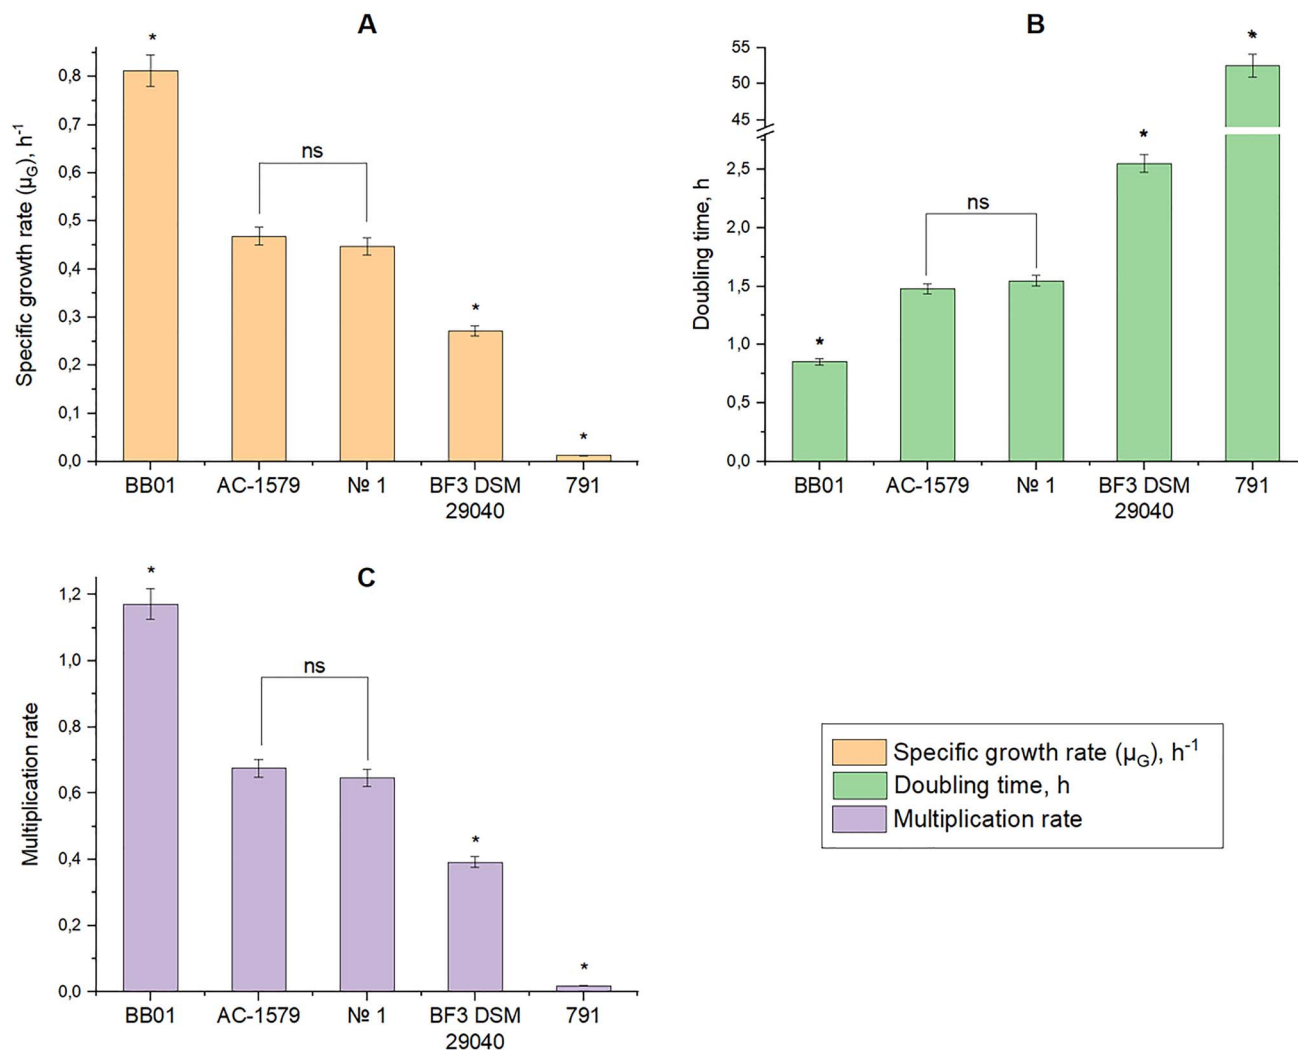 A
Specific growth rate (μG), h-1
0,8
0,7
0,6
0,5
0,4
0,3
0,2
0,1
0,0
*
ns
*
*
BB01
AC-1579
№ 1
BF3 DSM
29040
791
B
Doubling time, h
55
50
45
2,5
2,0
1,5
1,0
0,5
0,0
*
ns
*
*
BB01
AC-1579
№ 1
BF3 DSM
29040
791
C
Multiplication rate
1,2
1,0
0,8
0,6
0,4
0,2
0,0
*
ns
*
*
BB01
AC-1579
№ 1
BF3 DSM
29040
791
Specific growth rate (μG), h-1
Doubling time, h
Multiplication rate